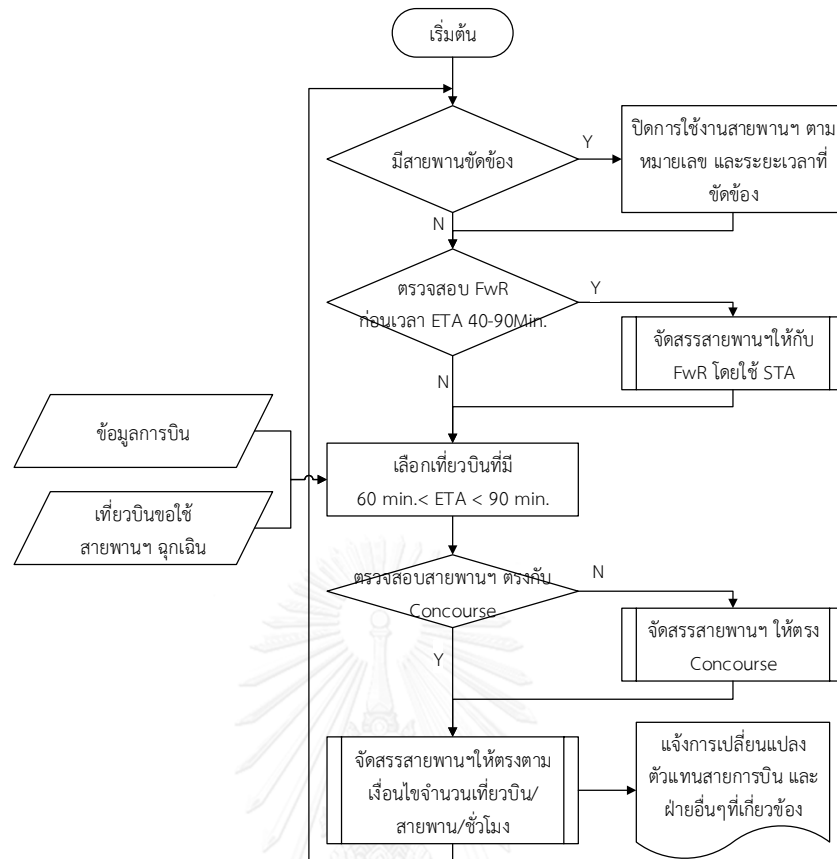 เริ่มต้น
มีสายพานขัดข้อง
Y
ปิดการใช้งานสายพานฯ ตาม
หมายเลข และระยะเวลาที่
ขัดข้อง
N
ตรวจสอบ FwR
ก่อนเวลา ETA 40-90Min.
Y
จัดสรรสายพานฯให้กับ
FwR โดยใช้ STA
N
ข้อมูลการบิน
เที่ยวบินขอใช้
สายพานฯ ฉุกเฉิน
เลือกเที่ยวบินที่มี
60 min.< ETA < 90 min.
ตรวจสอบสายพานฯ ตรงกับ
Concourse
N
จัดสรรสายพานฯ ให้ตรง
Concourse
Y
จัดสรรสายพานฯให้ตรงตาม
เงื่อนไขจำนวนเที่ยวบิน/
สายพาน/ชั่วโมง
แจ้งการเปลี่ยนแปลง
ตัวแทนสายการบิน และ
ฝ่ายอื่นๆที่เกี่ยวข้อง